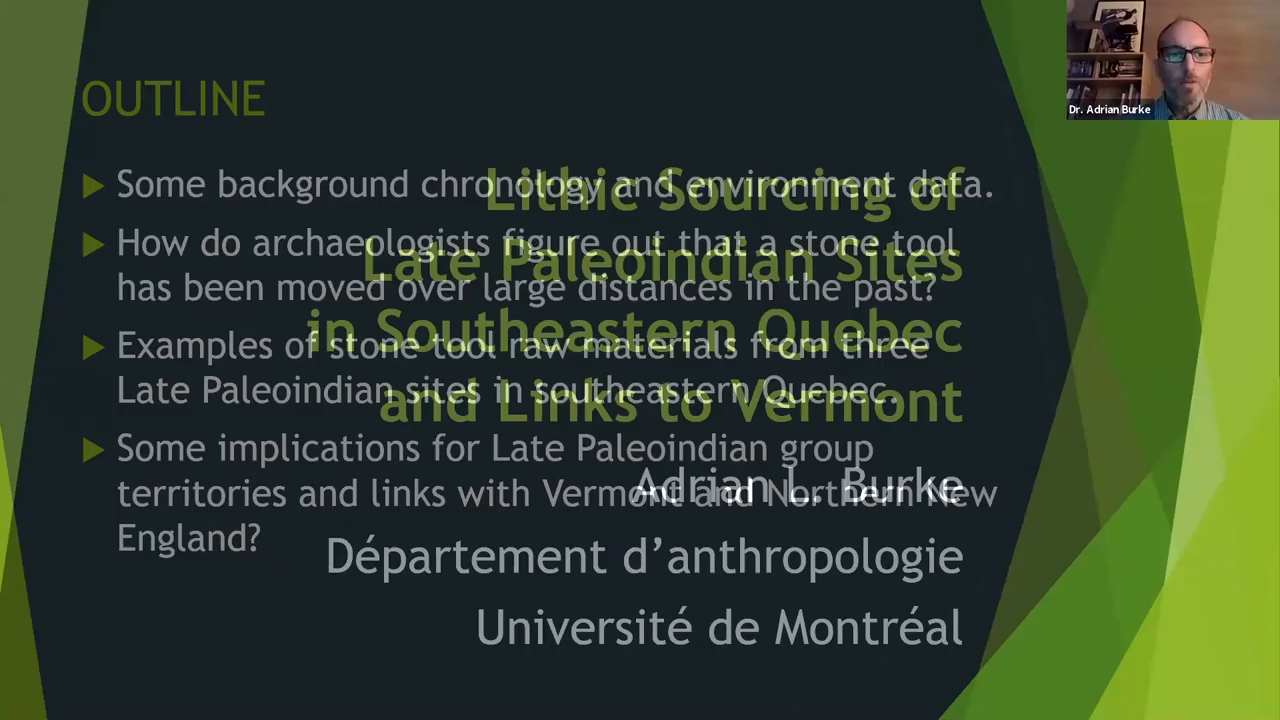 OUTLINE
Some background chronology and environment data.
How do archaeologists figure out that a stone tool
has been moved over large distances in the past?
Examples of stone tool raw materials from three
Late Paleoindian sites in southeastern Quebec.
Some implications for Late Paleoindian group
territories and links with Vermont and Northern New
England?
Lithic Sourcing of
Late Paleoindian Sites
in Southeastern Quebec
and Links to Vermont
Adrian L. Burke
Département d’anthropologie
Université de Montréal
Dr. Adrian Burke